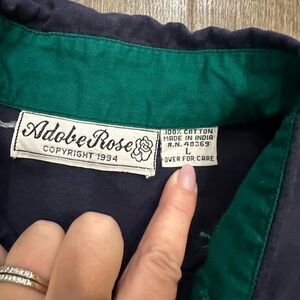 Adobe Rose
COPYRIGHT 1994
100% COTTON
MADE IN INDIA
R.N. 48369
L
OVER FOR CARE